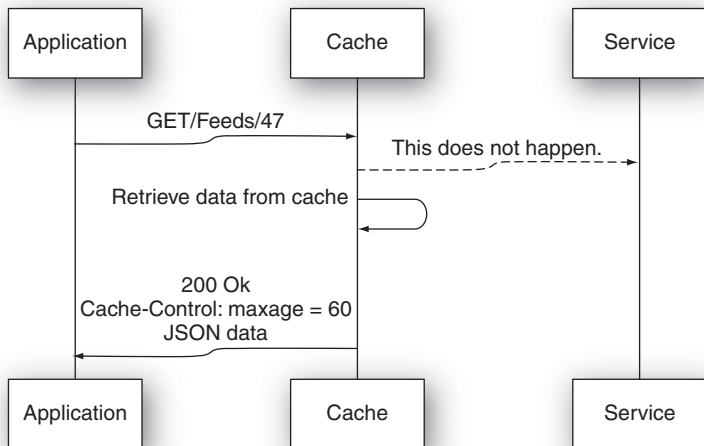 Application
Cache
Service
GET/Feeds/47
This does not happen.
Retrieve data from cache
200 Ok
Cache-Control: maxage = 60
JSON data
Application
Cache
Service